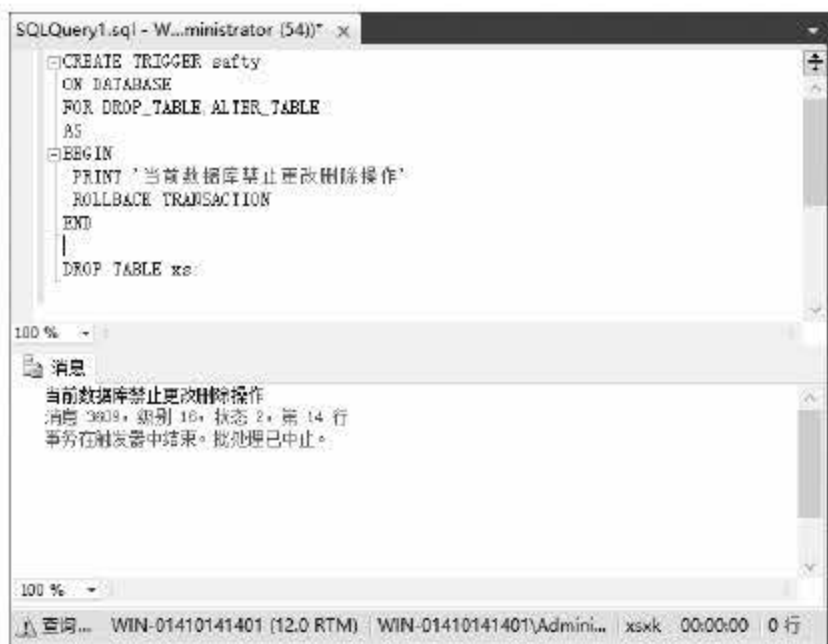 SQLQuery1.sql - W...ministrator (54))* ×
CREATE TRIGGER safty
ON DATABASE
FOR DROP_TABLE,ALTER_TABLE
AS
BEGIN
PRINT '当前数据库禁止更改删除操作'
ROLLBACK TRANSACTION
END
DROP TABLE xs;
100 %
消息
当前数据库禁止更改删除操作
消息 3609，级别 16，状态 2，第 14 行
事务在触发器中结束。批处理已中止。
100 %
查询... WIN-01410141401 (12.0 RTM) WIN-01410141401\Admini... xsxk 00:00:00 0 行